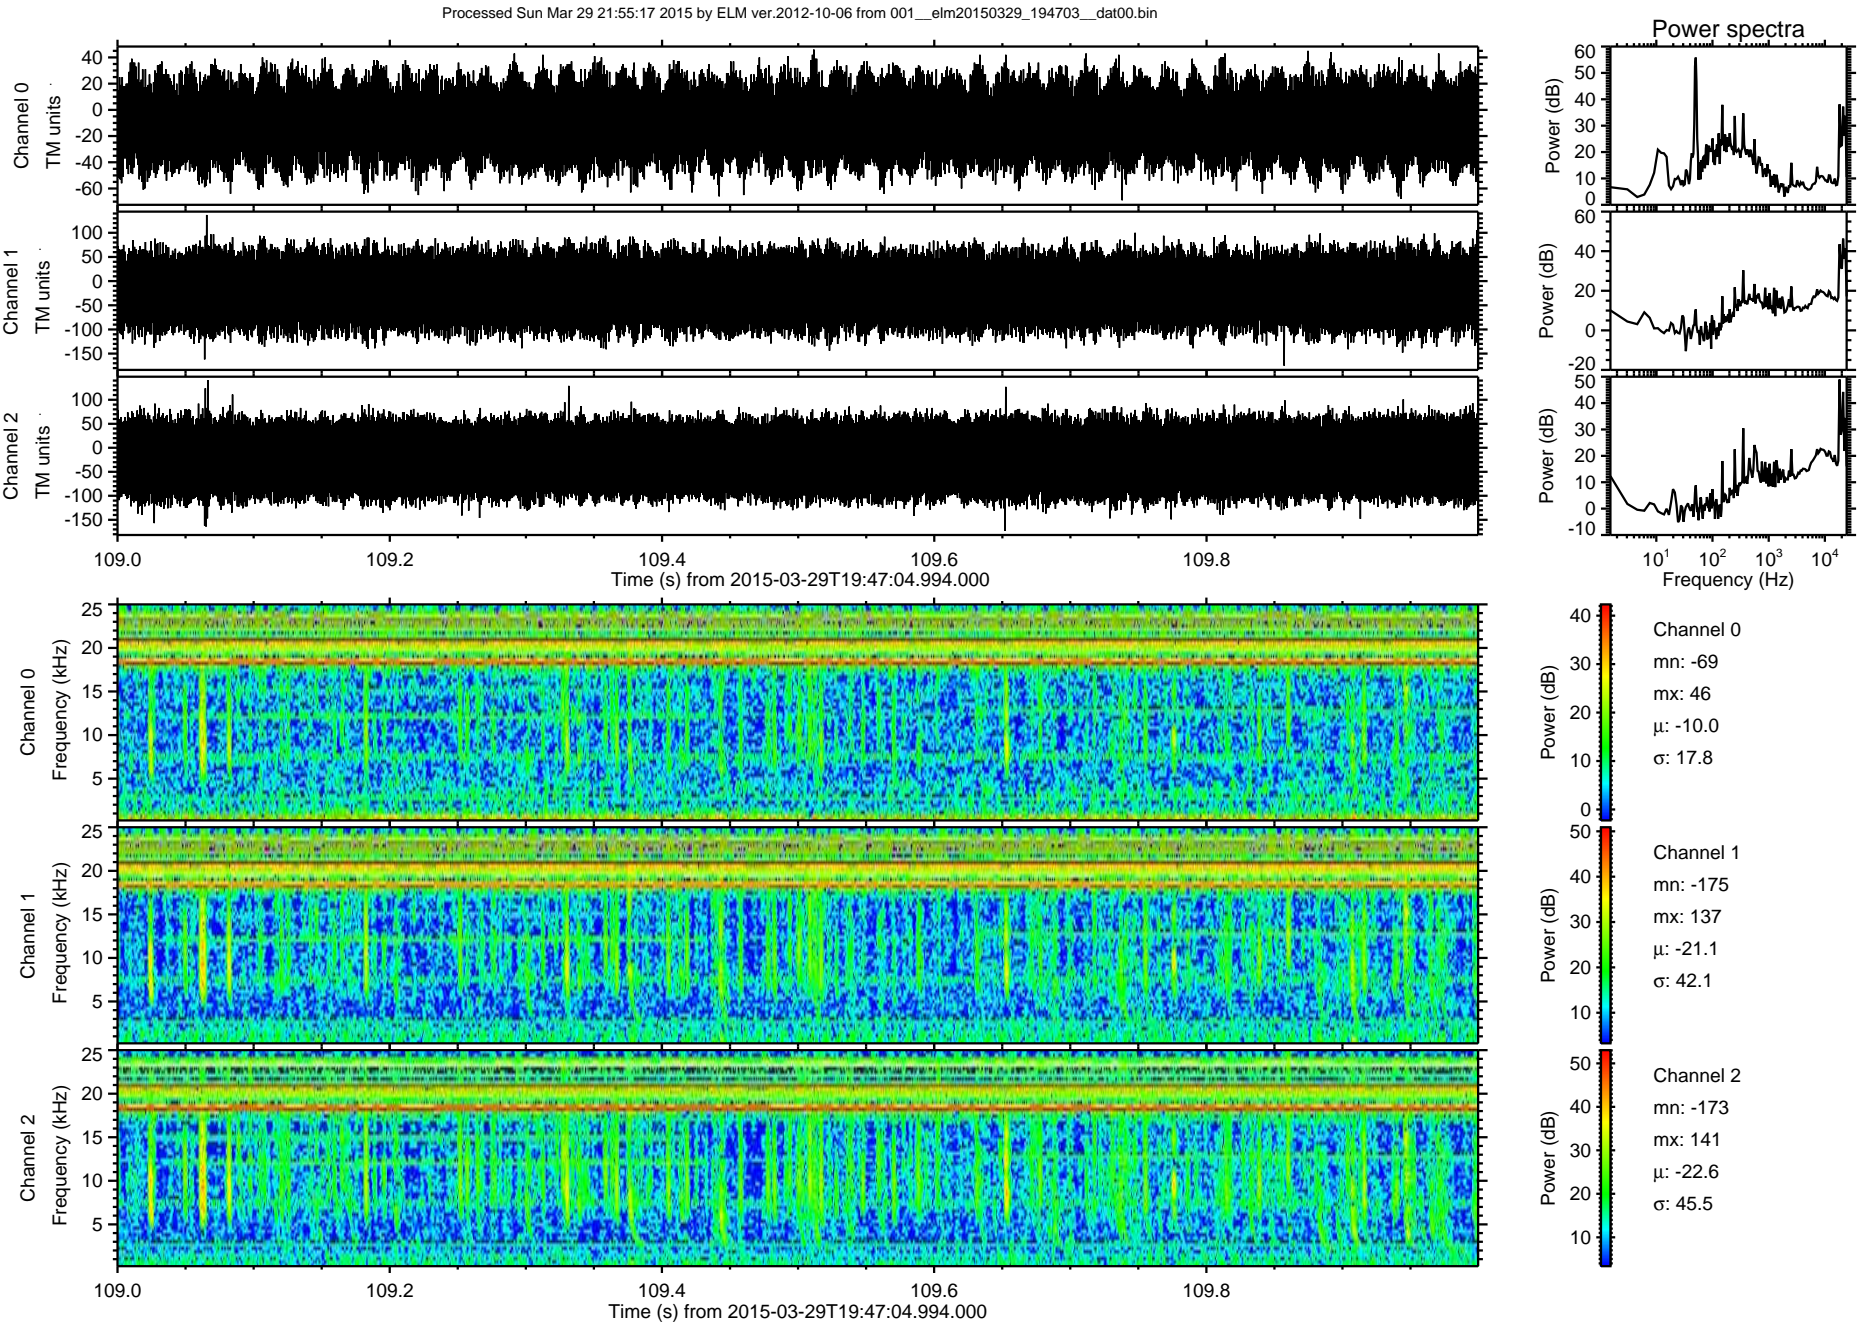 Processed Sun Mar 29 21:55:17 2015 by ELM ver.2012-10-06 from 001__elm20150329_194703__dat00.bin
Power spectra
Channel 0
TM units
40
20
0
-20
-40
-60
Power (dB)
60
50
40
30
20
10
0
Channel 1
TM units
100
50
0
-50
-100
-150
Power (dB)
60
40
20
0
-20
Channel 2
TM units
100
50
0
-50
-100
-150
Power (dB)
50
40
30
20
10
0
-10
109.0 109.2 109.4 109.6 109.8
Time (s) from 2015-03-29T19:47:04.994.000
10^1 10^2 10^3 10^4
Frequency (Hz)
Channel 0
Frequency (kHz)
25
20
15
10
5
Power (dB)
40
30
20
10
0
Channel 0
mn: -69
mx: 46
μ: -10.0
σ: 17.8
Channel 1
Frequency (kHz)
25
20
15
10
5
Power (dB)
50
40
30
20
10
Channel 1
mn: -175
mx: 137
μ: -21.1
σ: 42.1
Channel 2
Frequency (kHz)
25
20
15
10
5
Power (dB)
50
40
30
20
10
Channel 2
mn: -173
mx: 141
μ: -22.6
σ: 45.5
109.0 109.2 109.4 109.6 109.8
Time (s) from 2015-03-29T19:47:04.994.000